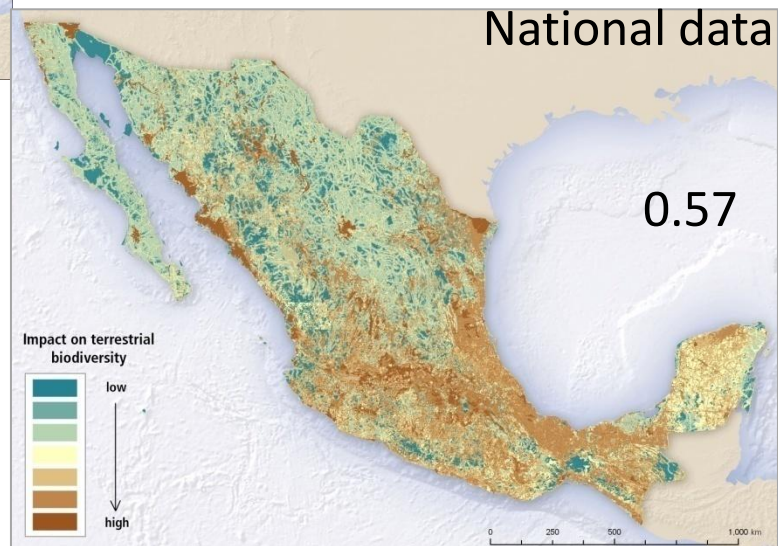 National data
0.57
Impact on terrestrial
biodiversity
low
high
0 250 500 1,000 km